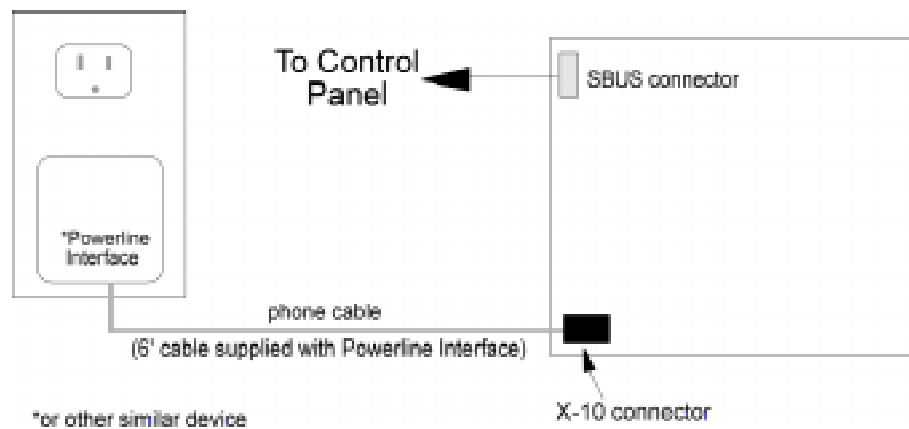 To Control
Panel
SBUS connector
*Powerline
Interface
phone cable
(6' cable supplied with Powerline Interface)
X-10 connector
*or other similar device